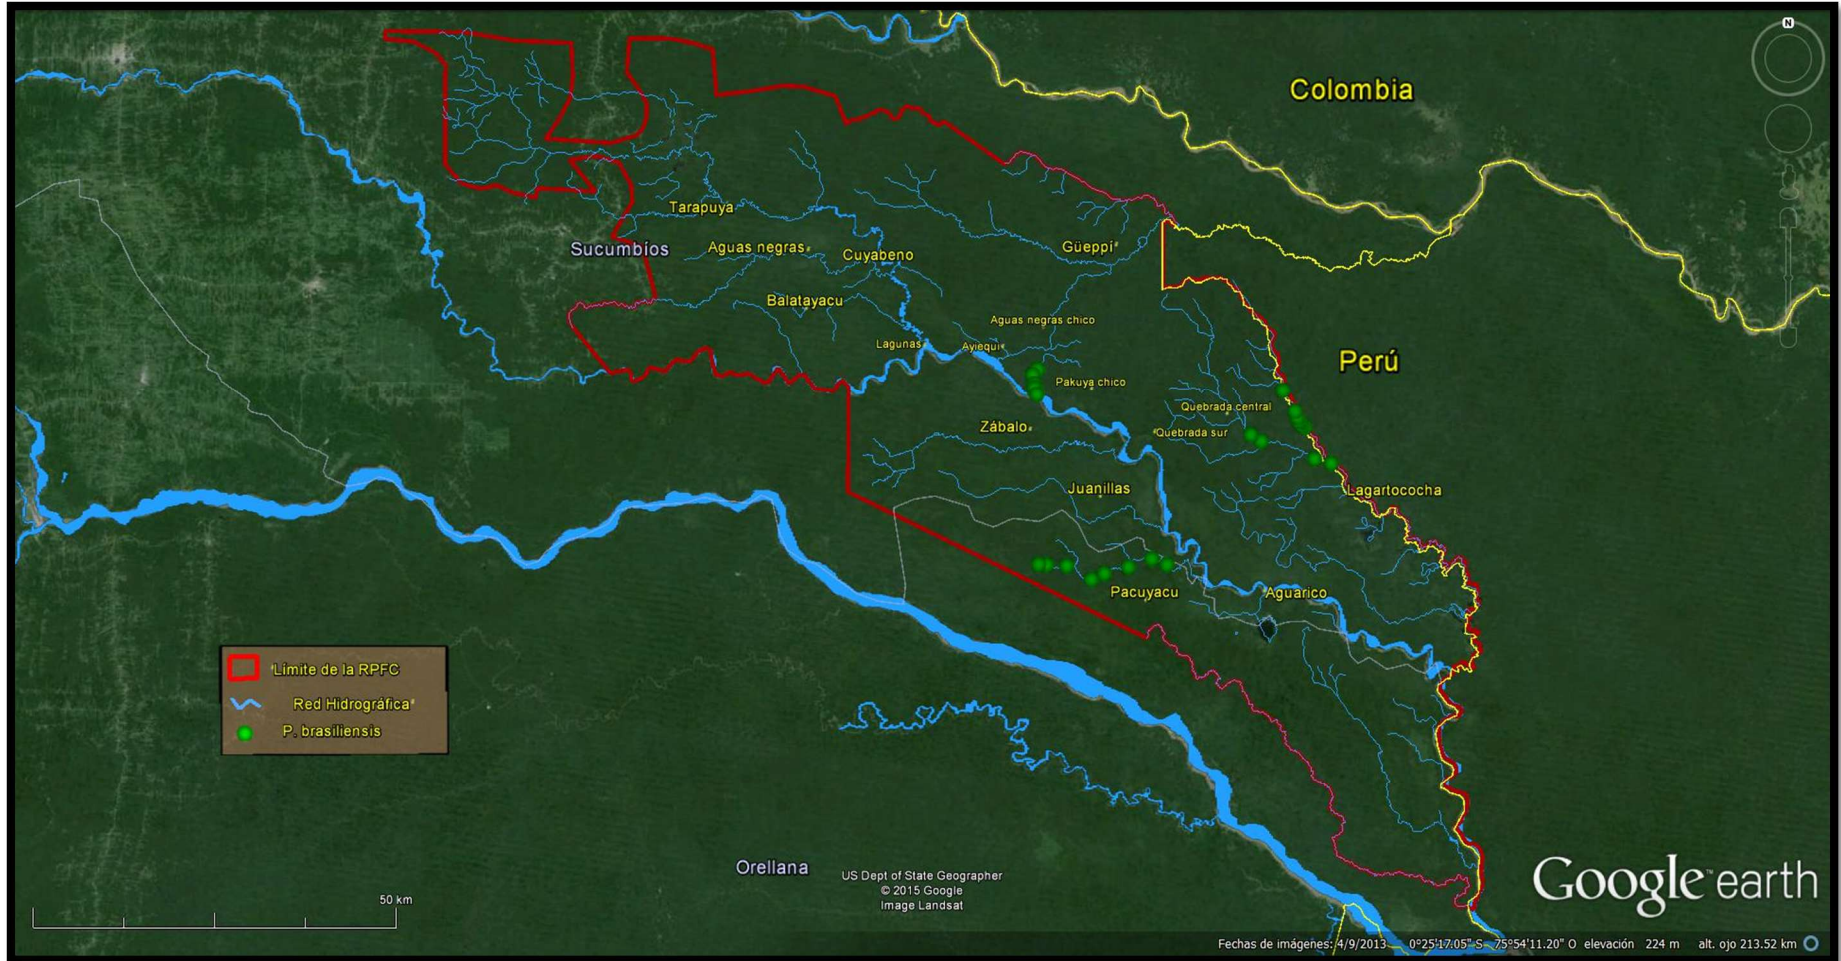 N
Colombia
Tarapuya
Sucumbíos
Aguas negras
Cuyabeno
Güeppí
Balatayacu
Aguas negras chico
Lagunas
Ayiequi
Perú
Pakuya chico
Quebrada central
Zábalo
Quebrada sur
Juanillas
Lagartococha
Pacuyacu
Aguarico
Límite de la RPFC
Red Hidrográfica
P. brasiliensis
Orellana
US Dept of State Geographer
© 2015 Google
Image Landsat
Google earth
50 km
Fechas de imágenes: 4/9/2013 0°25'17.05" S 75°54'11.20" O elevación 224 m alt. ojo 213.52 km